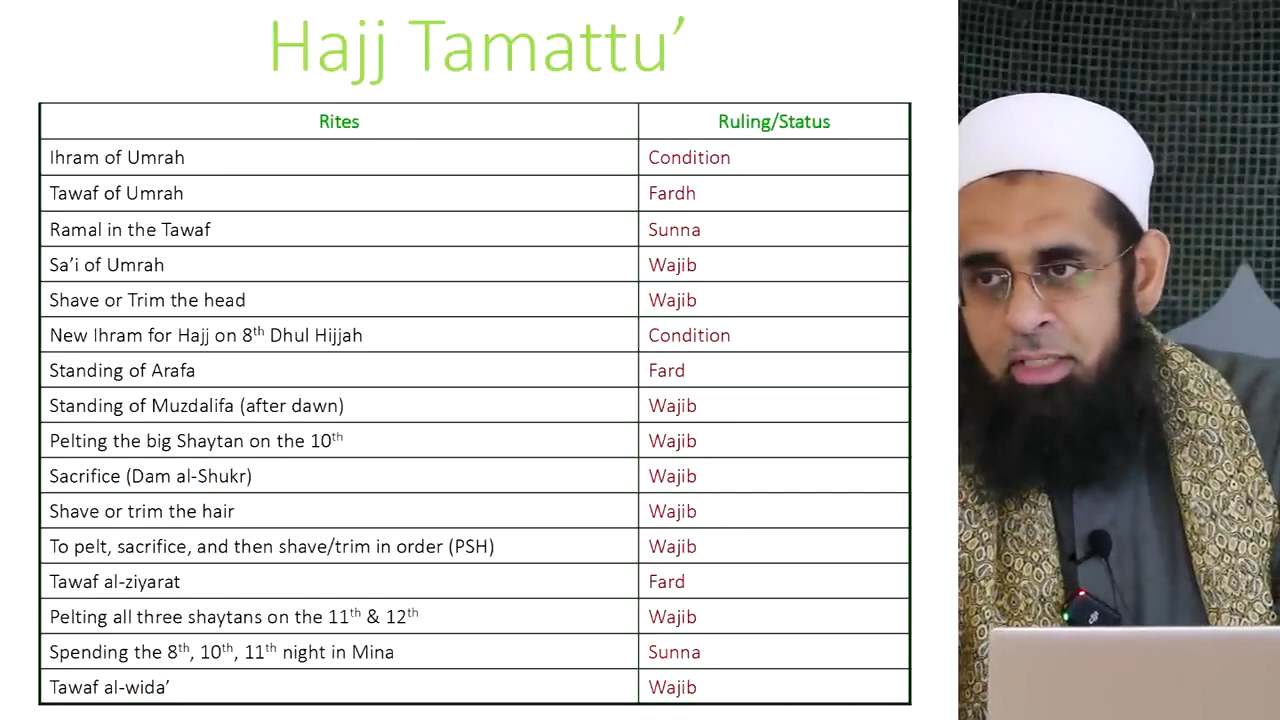 Hajj Tamattu’
Rites Ruling/Status
Ihram of Umrah Condition
Tawaf of Umrah Fardh
Ramal in the Tawaf Sunna
Sa’i of Umrah Wajib
Shave or Trim the head Wajib
New Ihram for Hajj on 8th Dhul Hijjah Condition
Standing of Arafa Fard
Standing of Muzdalifa (after dawn) Wajib
Pelting the big Shaytan on the 10th Wajib
Sacrifice (Dam al-Shukr) Wajib
Shave or trim the hair Wajib
To pelt, sacrifice, and then shave/trim in order (PSH) Wajib
Tawaf al-ziyarat Fard
Pelting all three shaytans on the 11th & 12th Wajib
Spending the 8th, 10th, 11th night in Mina Sunna
Tawaf al-wida’ Wajib